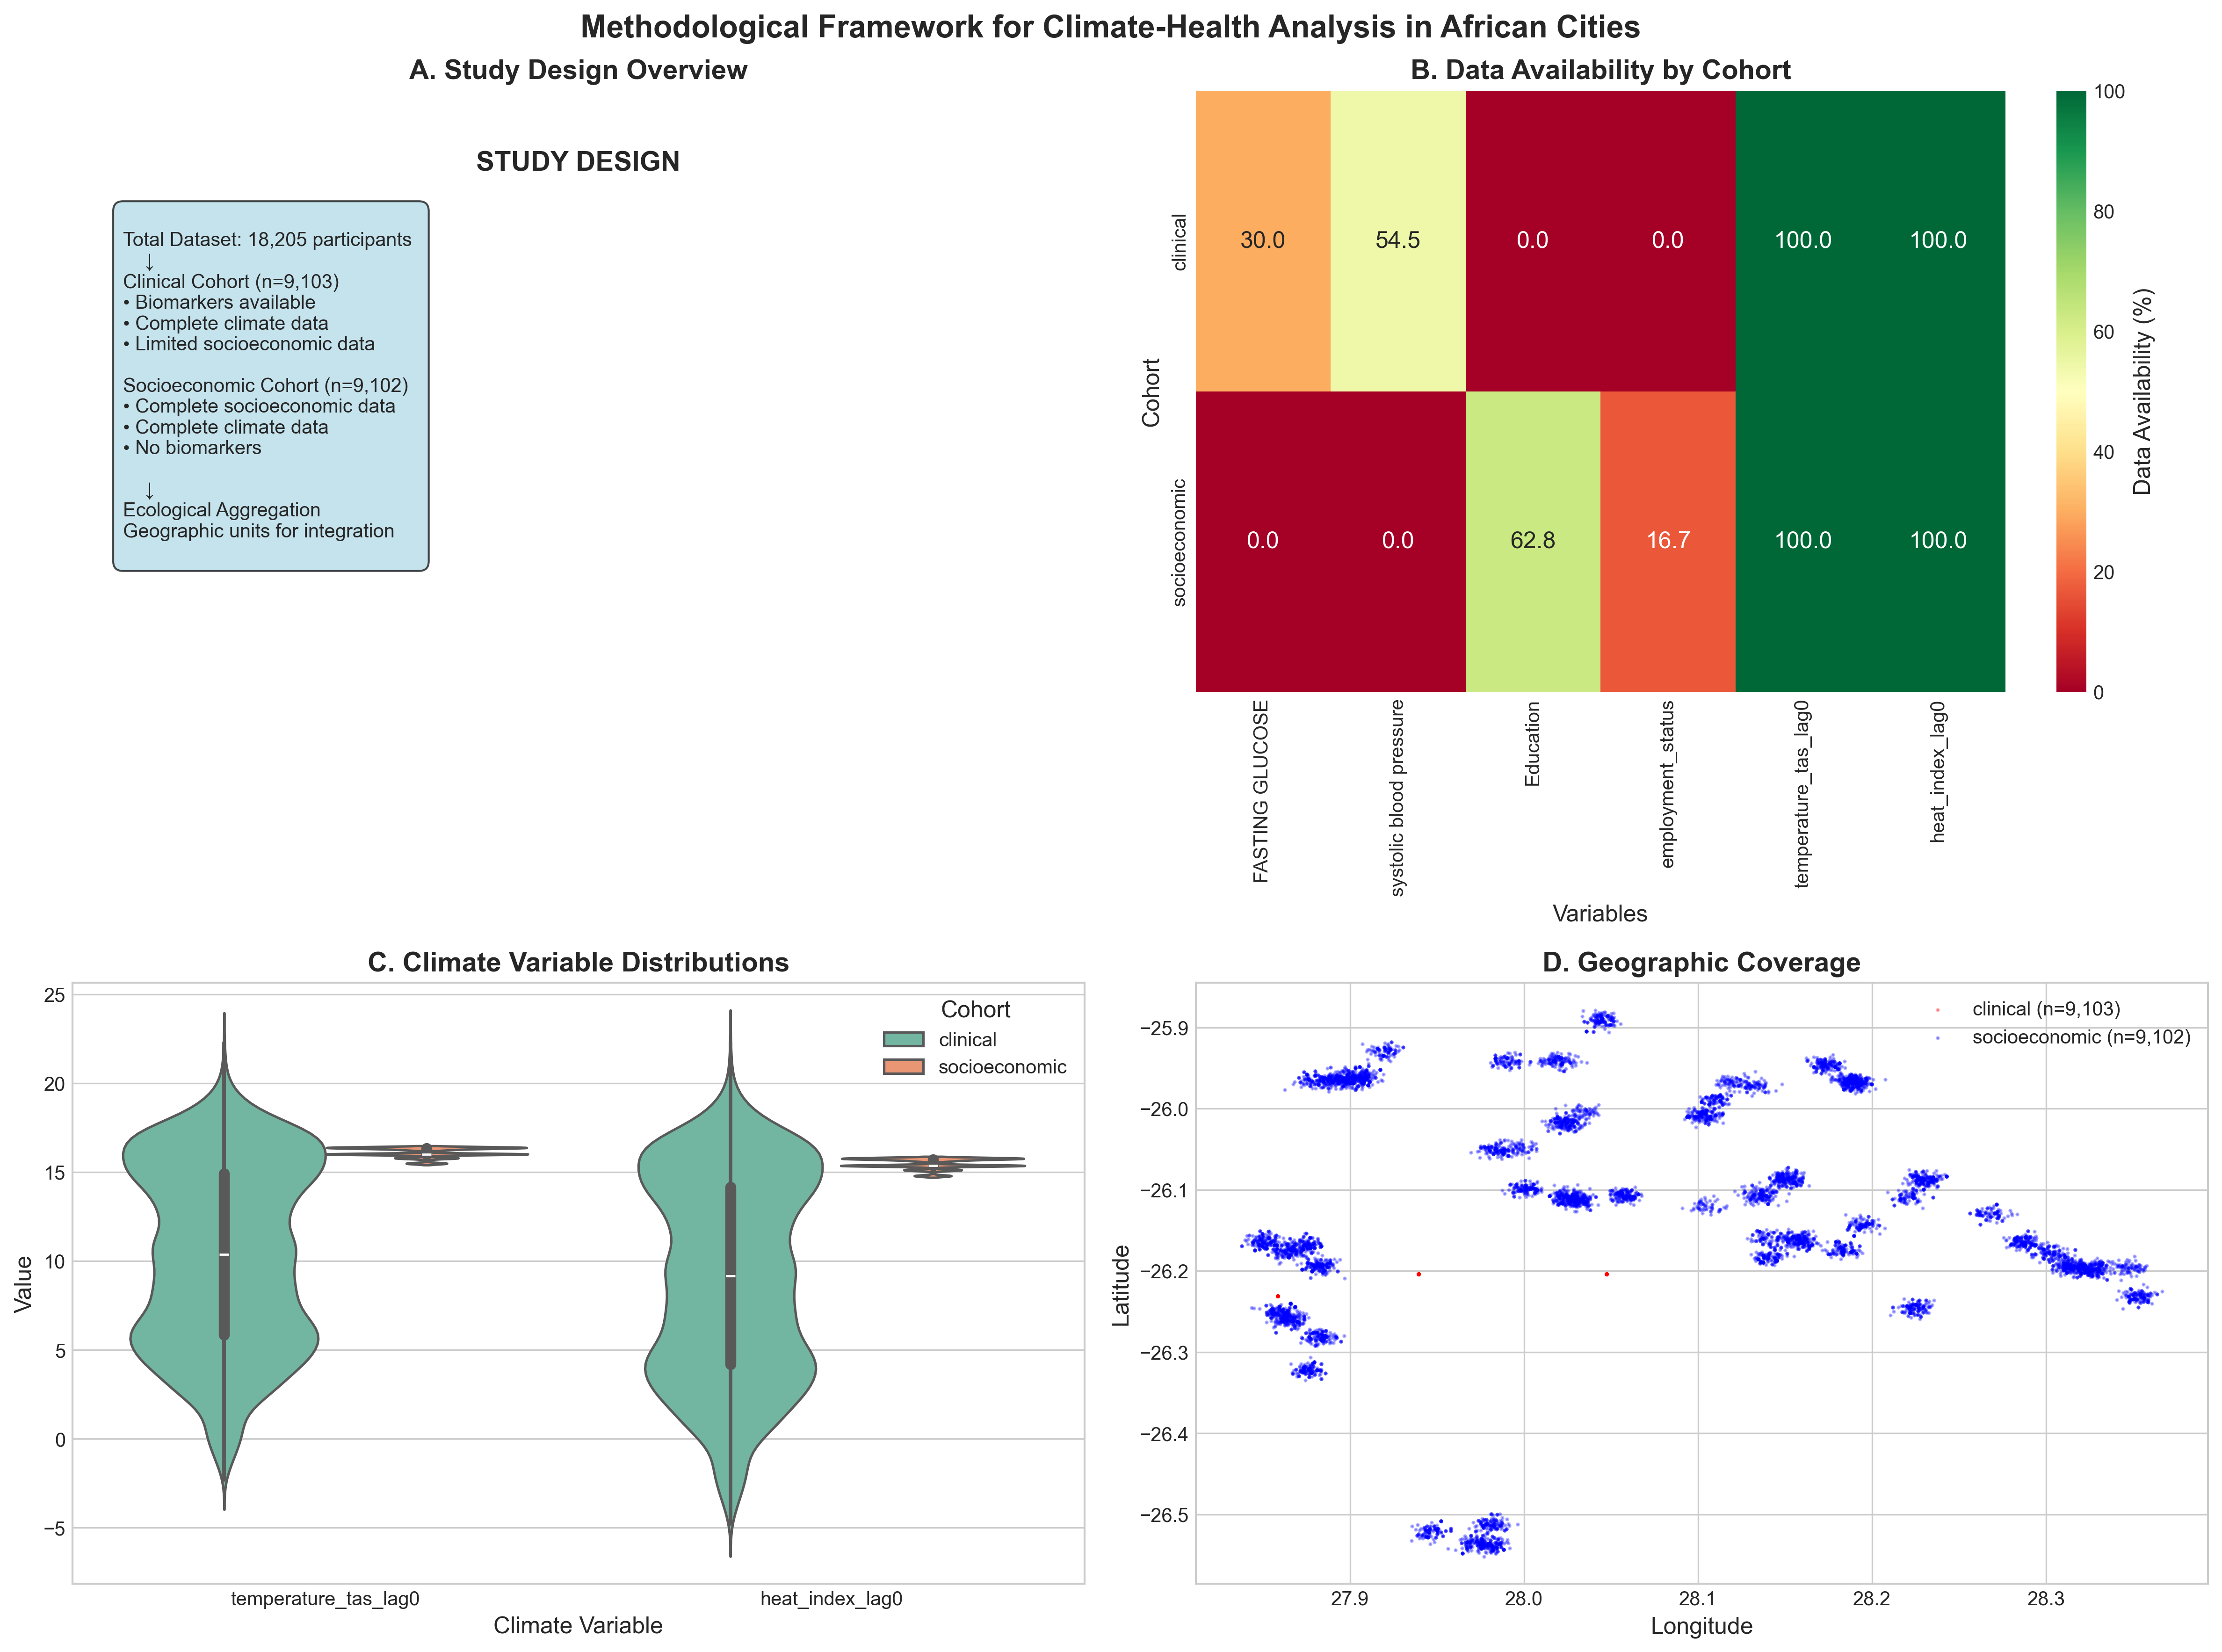 Methodological Framework for Climate-Health Analysis in African Cities
A. Study Design Overview
STUDY DESIGN
Total Dataset: 18,205 participants
↓
Clinical Cohort (n=9,103)
• Biomarkers available
• Complete climate data
• Limited socioeconomic data
Socioeconomic Cohort (n=9,102)
• Complete socioeconomic data
• Complete climate data
• No biomarkers
↓
Ecological Aggregation
Geographic units for integration
B. Data Availability by Cohort
Cohort
clinical
30.0 54.5 0.0 0.0 100.0 100.0
socioeconomic
0.0 0.0 62.8 16.7 100.0 100.0
FASTING GLUCOSE
systolic blood pressure
Education
employment_status
temperature_tas_lag0
heat_index_lag0
Variables
100
80
60
40
20
0
Data Availability (%)
C. Climate Variable Distributions
Value
25
20
15
10
5
0
−5
Cohort
clinical
socioeconomic
temperature_tas_lag0 heat_index_lag0
Climate Variable
D. Geographic Coverage
Latitude
−25.9
−26.0
−26.1
−26.2
−26.3
−26.4
−26.5
clinical (n=9,103)
socioeconomic (n=9,102)
27.9 28.0 28.1 28.2 28.3
Longitude